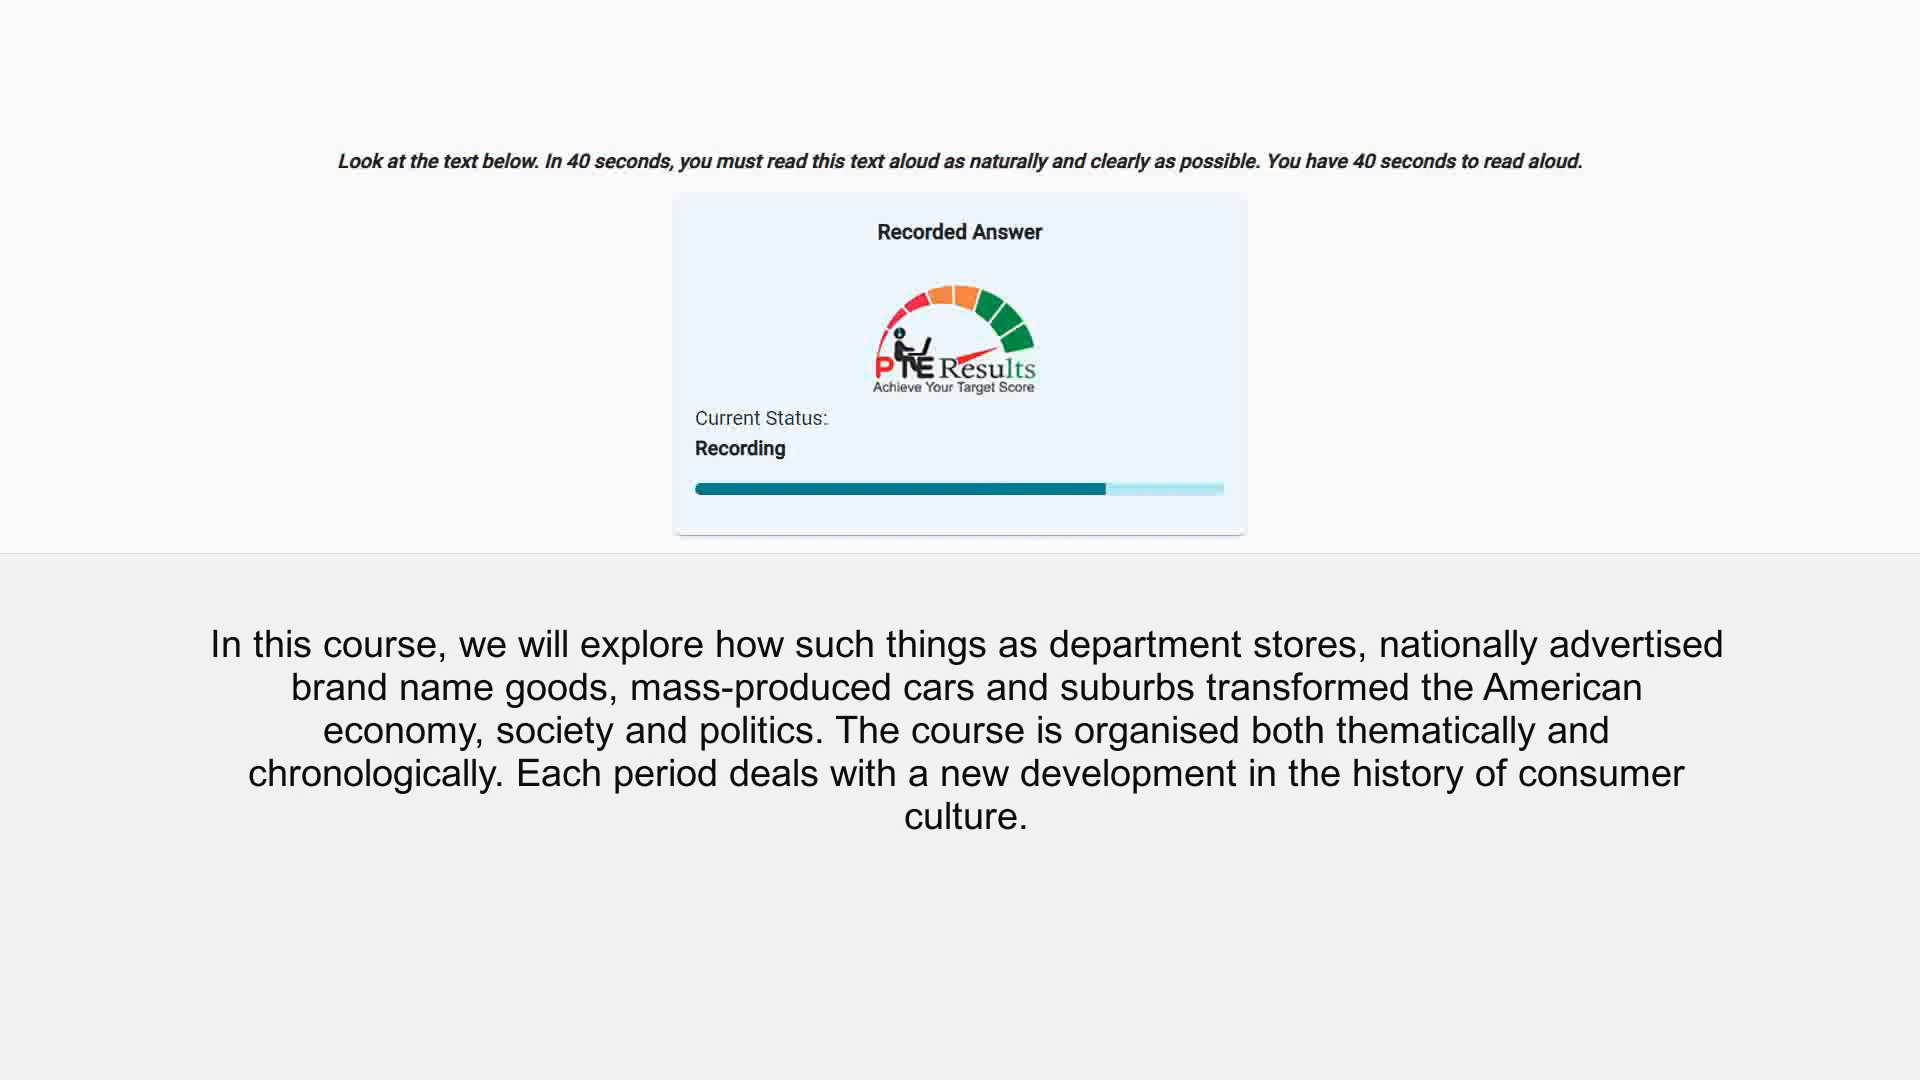 Look at the text below. In 40 seconds, you must read this text aloud as naturally and clearly as possible. You have 40 seconds to read aloud.
Recorded Answer
PTE Results
Achieve Your Target Score
Current Status:
Recording
In this course, we will explore how such things as department stores, nationally advertised
brand name goods, mass-produced cars and suburbs transformed the American
economy, society and politics. The course is organised both thematically and
chronologically. Each period deals with a new development in the history of consumer
culture.